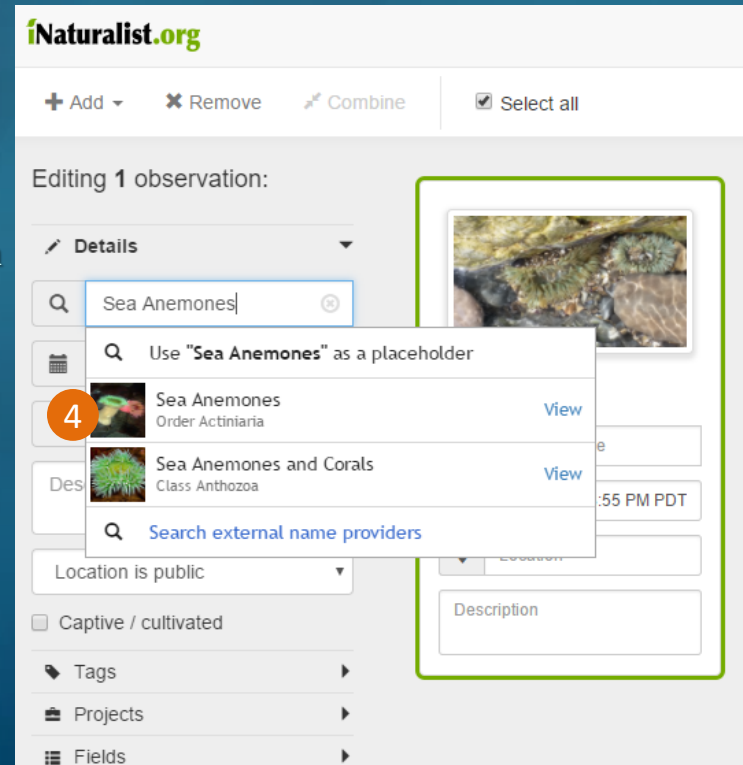 iNaturalist.org
Add Remove Combine Select all
Editing 1 observation:
Details
Sea Anemones
Use "Sea Anemones" as a placeholder
4
Sea Anemones
Order Actiniaria
View
Sea Anemones and Corals
Class Anthozoa
View
Search external name providers
Des
Location is public
Captive / cultivated
Tags
Projects
Fields
e
:55 PM PDT
Description